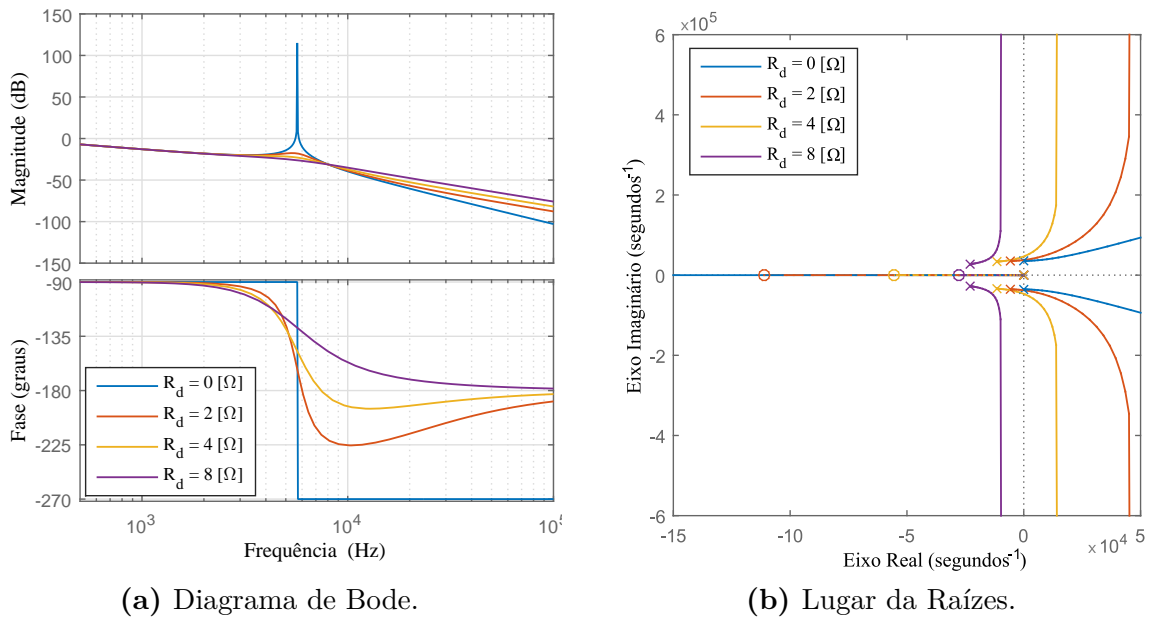 150
100
50
0
-50
-100
-150
Magnitude (dB)
-90
-135
-180
-225
-270
Fase (graus)
R_d = 0 [Ω]
R_d = 2 [Ω]
R_d = 4 [Ω]
R_d = 8 [Ω]
10^3
10^4
Frequência (Hz)
(a) Diagrama de Bode.
×10^5
6
4
2
0
-2
-4
-6
Eixo Imaginário (segundos^-1)
R_d = 0 [Ω]
R_d = 2 [Ω]
R_d = 4 [Ω]
R_d = 8 [Ω]
-15
-10
-5
0
5
×10^4
Eixo Real (segundos^-1)
(b) Lugar da Raízes.